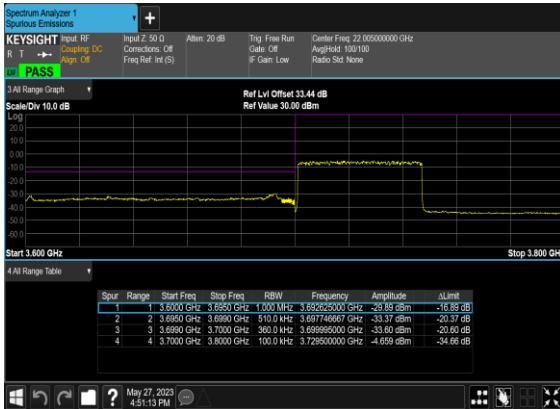 Spectrum Analyzer 1
Spurious Emissions
KEYSIGHT Input: RF Input Z: 50 Ω Atten: 20 dB Trig: Free Run Center Freq: 22.005000000 GHz
R T Coupling: DC Corrections: Off Gate: Off Avg|Hold: 100/100
Align: Off Freq Ref: Int (S) IF Gain: Low Radio Std: None
PASS
3 All Range Graph
Ref Lvl Offset 33.44 dB
Scale/Div 10.0 dB Ref Value 30.00 dBm
Log
20.0
10.0
0.00
-10.0
-20.0
-30.0
-40.0
-50.0
-60.0
Start 3.600 GHz Stop 3.800 GH
4 All Range Table
Spur Range Start Freq Stop Freq RBW Frequency Amplitude ΔLimit
1 1 3.6000 GHz 3.6950 GHz 1.000 MHz 3.692625000 GHz -29.89 dBm -16.89 dB
2 2 3.6950 GHz 3.6990 GHz 510.0 kHz 3.697746667 GHz -33.37 dBm -20.37 dB
3 3 3.6990 GHz 3.7000 GHz 360.0 kHz 3.699995000 GHz -33.60 dBm -20.60 dB
4 4 3.7000 GHz 3.8000 GHz 100.0 kHz 3.729500000 GHz -4.659 dBm -34.66 dB
? May 27, 2023
4:51:13 PM